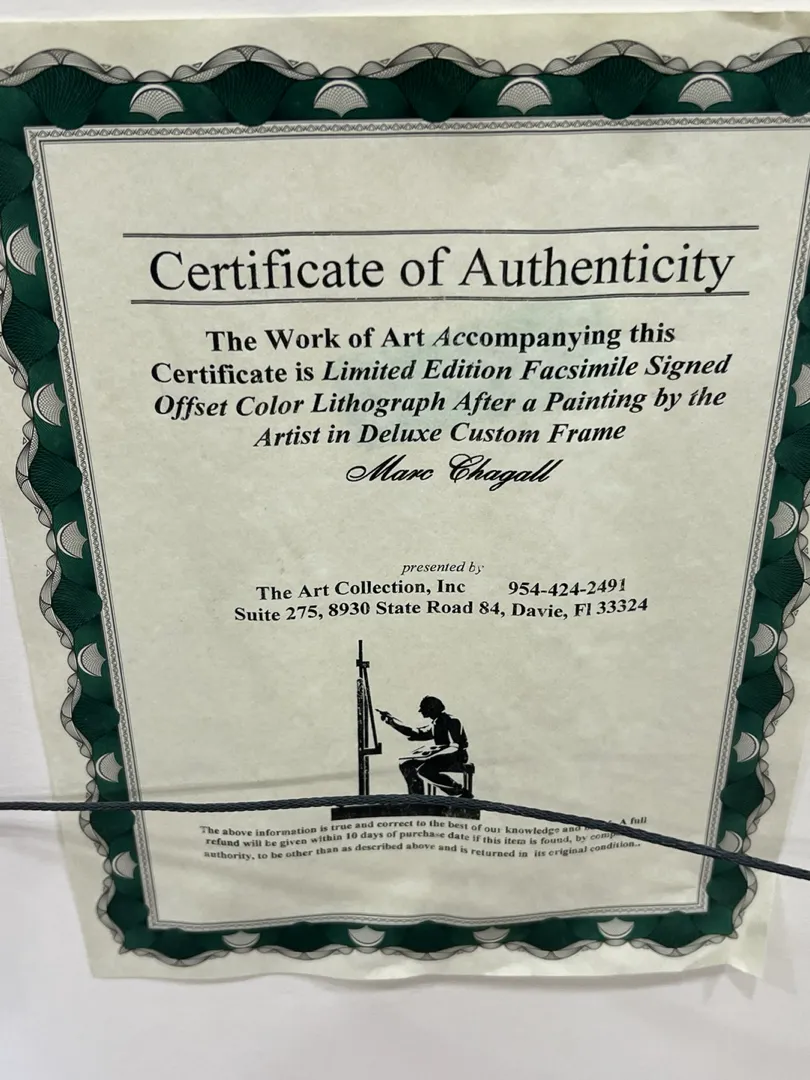 Certificate of Authenticity
The Work of Art Accompanying this
Certificate is Limited Edition Facsimile Signed
Offset Color Lithograph After a Painting by the
Artist in Deluxe Custom Frame
Marc Chagall
presented by
The Art Collection, Inc 954-424-2491
Suite 275, 8930 State Road 84, Davie, Fl 33324
The above information is true and correct to the best of our knowledge and A full
refund will be given within 10 days of purchase date if this item is found, by
authority, to be other than as described above and is returned in its original condition..